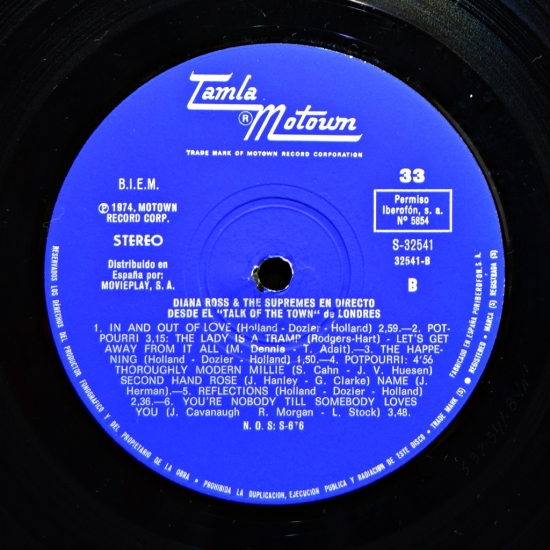 Tamla
® Motown
TRADE MARK OF MOTOWN RECORD CORPORATION
33
B.I.E.M.
Ⓟ 1974, MOTOWN
RECORD CORP.
STEREO
Distribuido en
España por:
MOVIEPLAY, S. A.
Permiso
Iberofón, s. a.
Nº 5854
S-32541
32541-B
B
DIANA ROSS & THE SUPREMES EN DIRECTO
DESDE EL "TALK OF THE TOWN" de LONDRES
1. IN AND OUT OF LOVE (Holland - Dozier - Holland) 2,59.—2. POT-
POURRI 3,15: THE LADY IS A TRAMP (Rodgers-Hart) - LET'S GET
AWAY FROM IT ALL (M. Dennis - T. Adait).—3. THE HAPPE-
NING (Holland - Dozier - Holland) 1,50.—4. POTPOURRI: 4'56
THOROUGHLY MODERN MILLIE (S. Cahn - J. V. Huesen)
SECOND HAND ROSE (J. Hanley - G. Clarke) NAME (J.
Herman).—5. REFLECTIONS (Holland - Dozier - Holland)
2,36.—6. YOU'RE NOBODY TILL SOMEBODY LOVES
YOU (J. Cavanaugh R. Morgan - L. Stock) 3,48.
N. O. S: S-676
RESERVADOS LOS DERECHOS DEL PRODUCTOR FONOGRAFICO Y DEL PROPIETARIO DE LA OBRA • PROHIBIDA LA DUPLICACION, EJECUCION PUBLICA Y RADIACION DE ESTE DISCO • TRADE MARK (S) • REGISTERED • MARCA (S) REGISTRADA (S)
FABRICADO EN ESPAÑA POR IBEROFON, S. A.